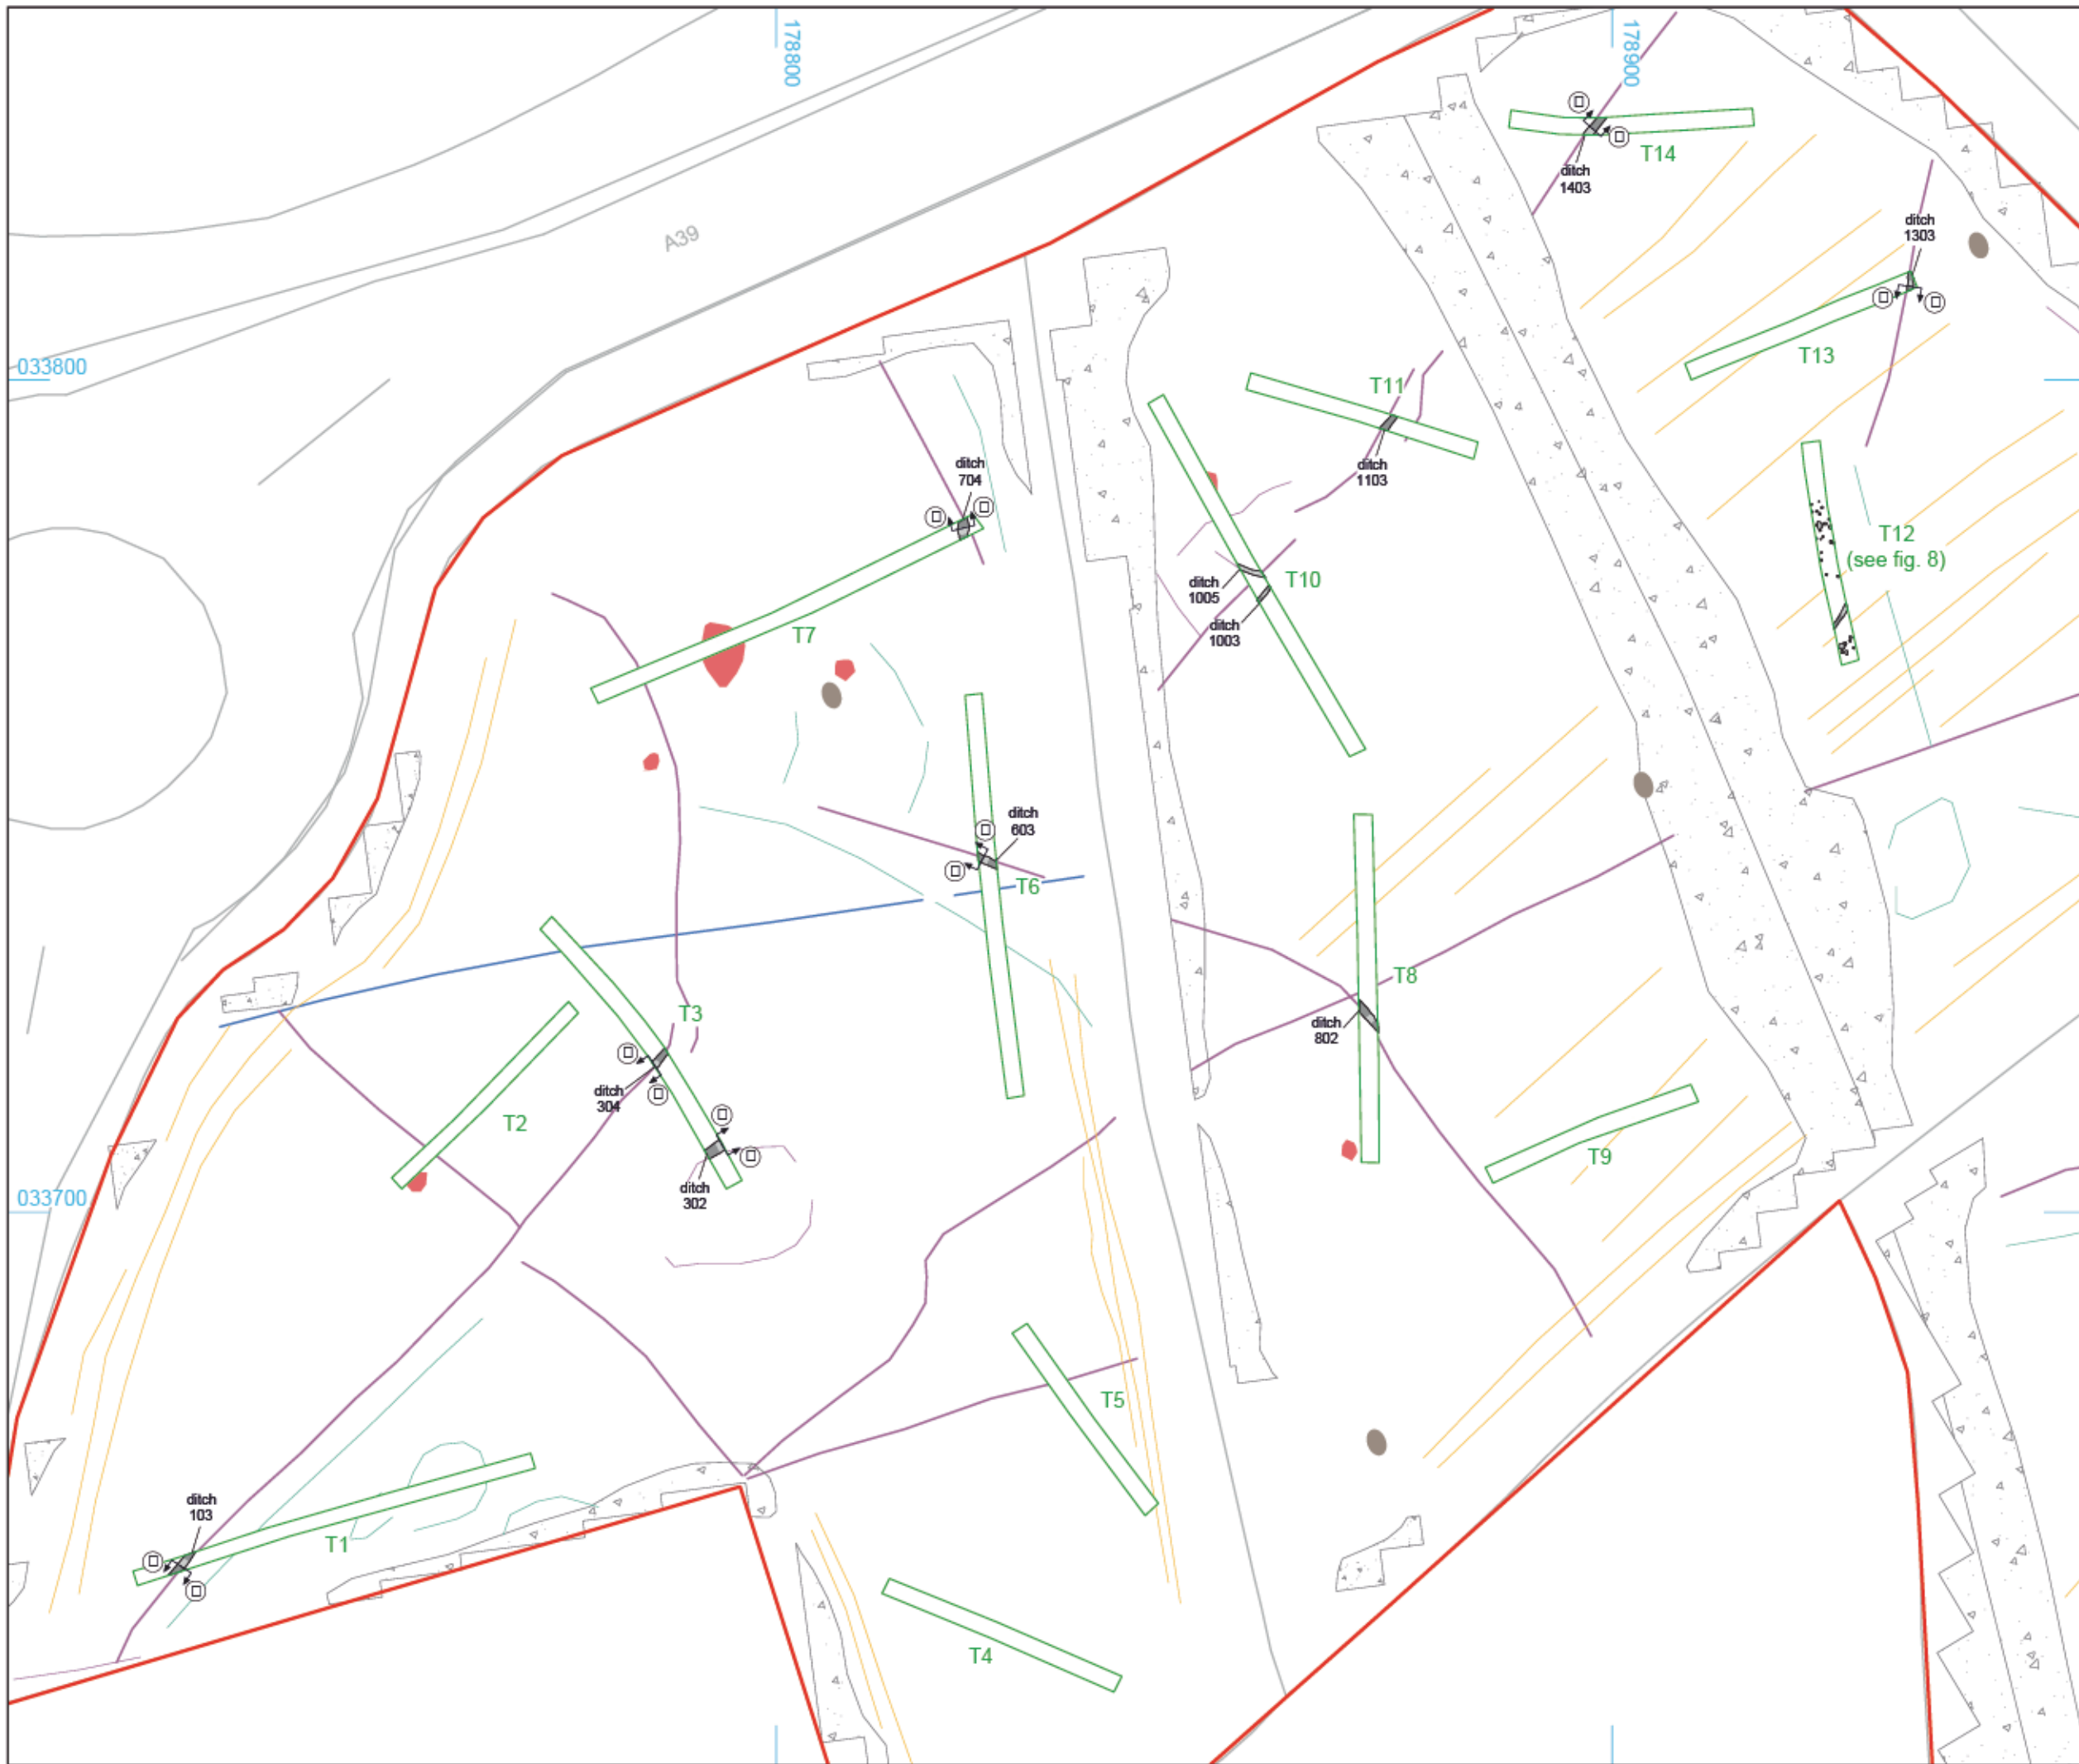 178800
178900
A39
T14
ditch
1403
ditch
1303
033800
T13
T11
ditch
704
ditch
1103
T12
(see fig. 8)
T10
ditch
1005
ditch
1003
T7
ditch
603
T6
T8
ditch
802
T3
ditch
304
T2
T9
ditch
302
033700
T5
ditch
103
T1
T4